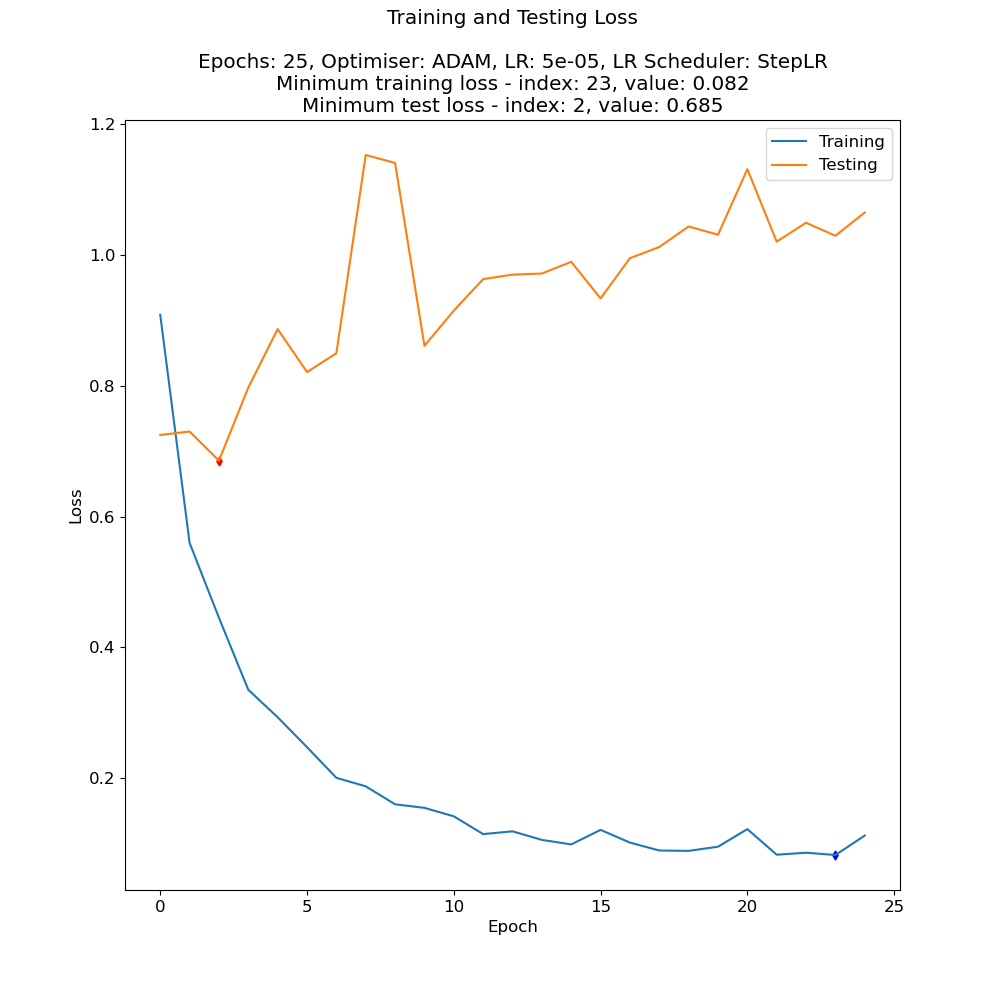 Training and Testing Loss
Epochs: 25, Optimiser: ADAM, LR: 5e-05, LR Scheduler: StepLR
Minimum training loss - index: 23, value: 0.082
Minimum test loss - index: 2, value: 0.685
Training
Testing
1.2
1.0
0.8
0.6
0.4
0.2
Loss
0 5 10 15 20 25
Epoch